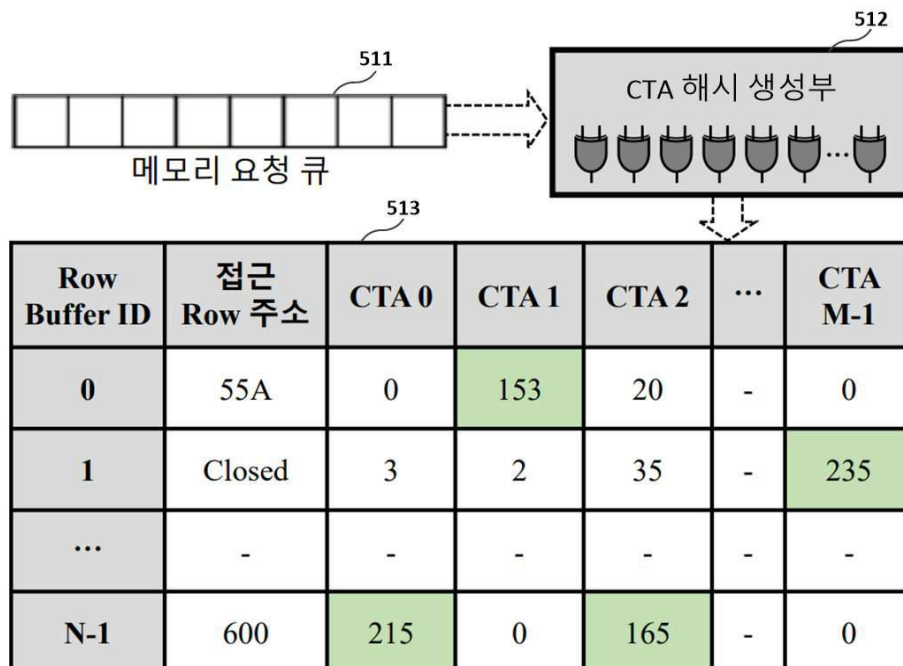 511
512
CTA 해시 생성부
...
메모리 요청 큐
513
Row Buffer ID 접근 Row 주소 CTA 0 CTA 1 CTA 2 ... CTA M-1
0 55A 0 153 20 - 0
1 Closed 3 2 35 - 235
... - - - - - -
N-1 600 215 0 165 - 0